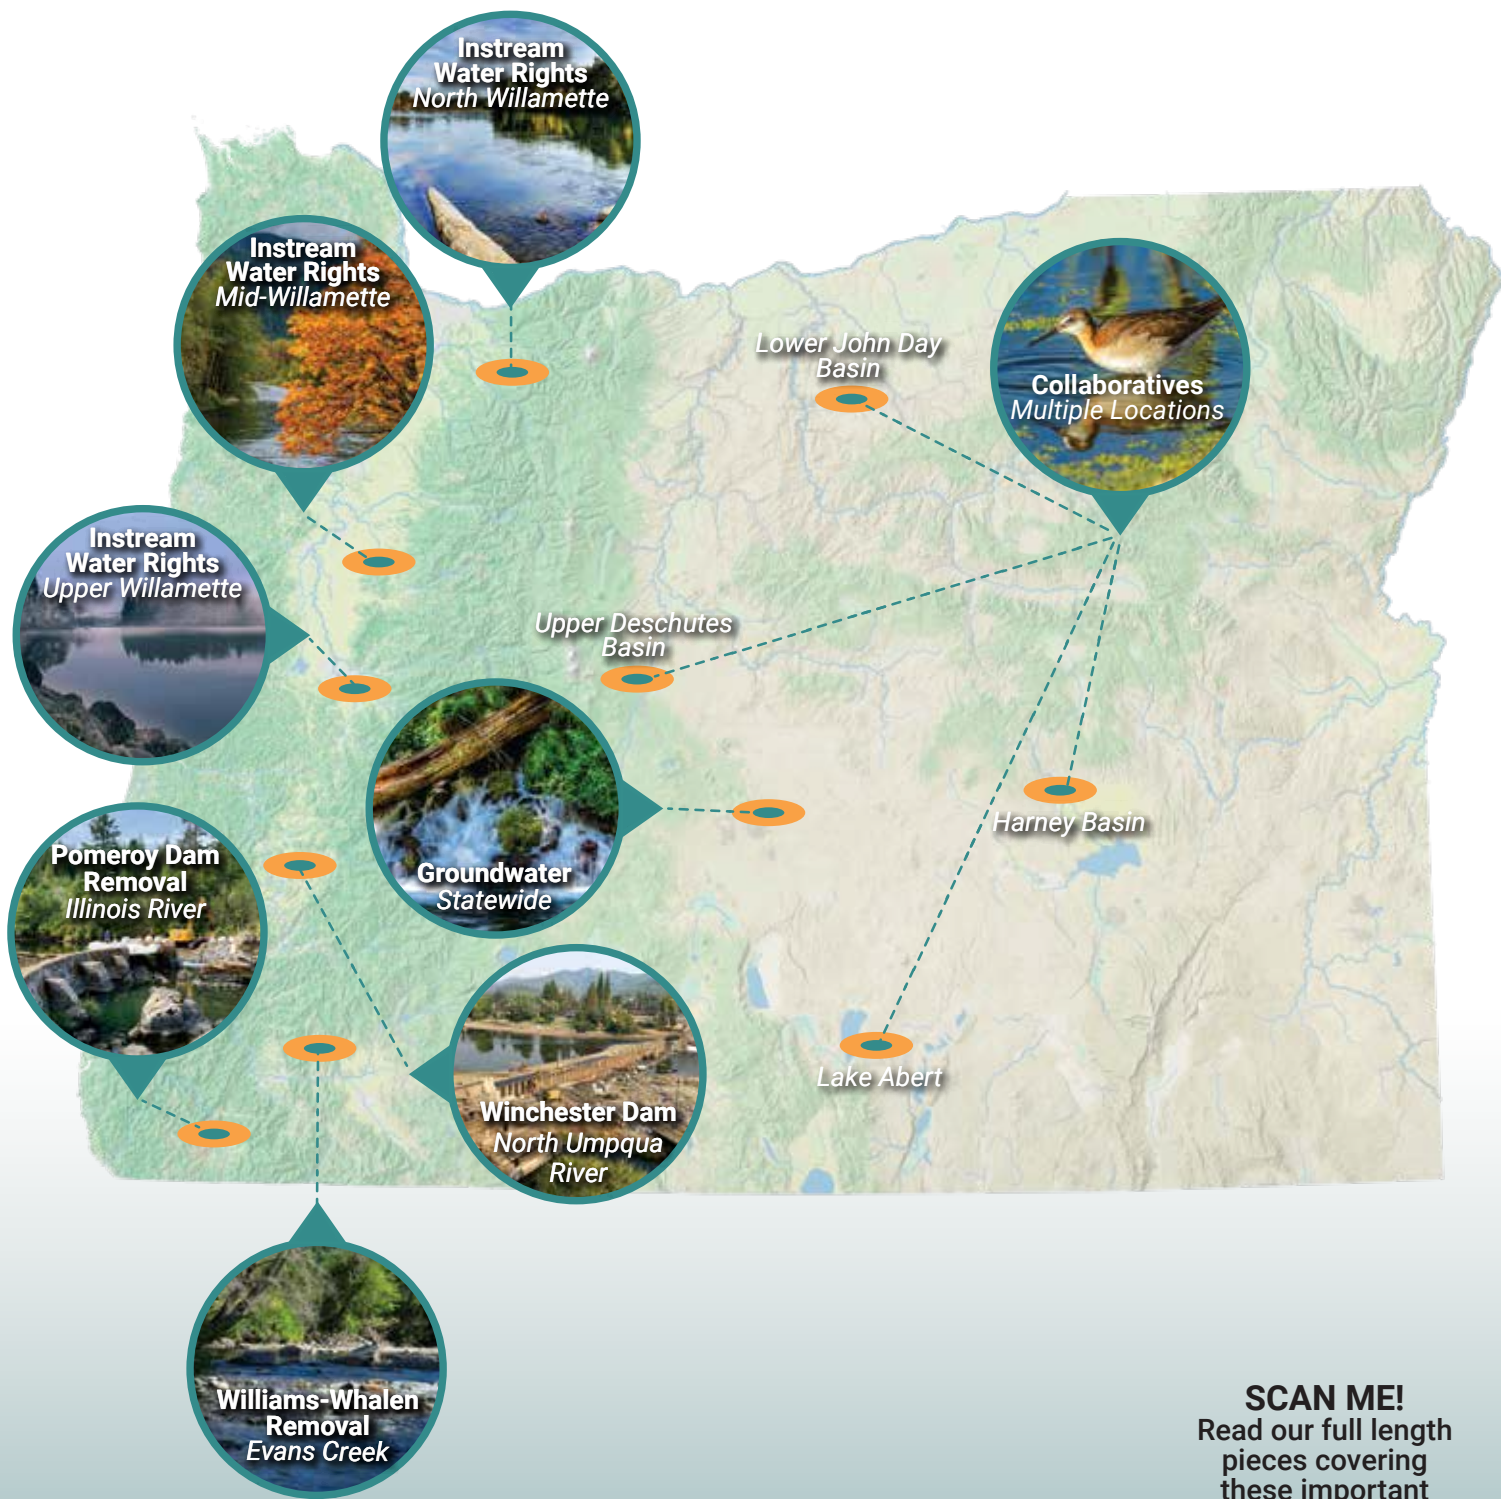 Instream
Water Rights
North Willamette
Instream
Water Rights
Mid-Willamette
Lower John Day
Basin
Collaboratives
Multiple Locations
Instream
Water Rights
Upper Willamette
Upper Deschutes
Basin
Harney Basin
Groundwater
Statewide
Pomeroy Dam
Removal
Illinois River
Lake Abert
Winchester Dam
North Umpqua
River
Williams-Whalen
Removal
Evans Creek
SCAN ME!
Read our full length
pieces covering
these important